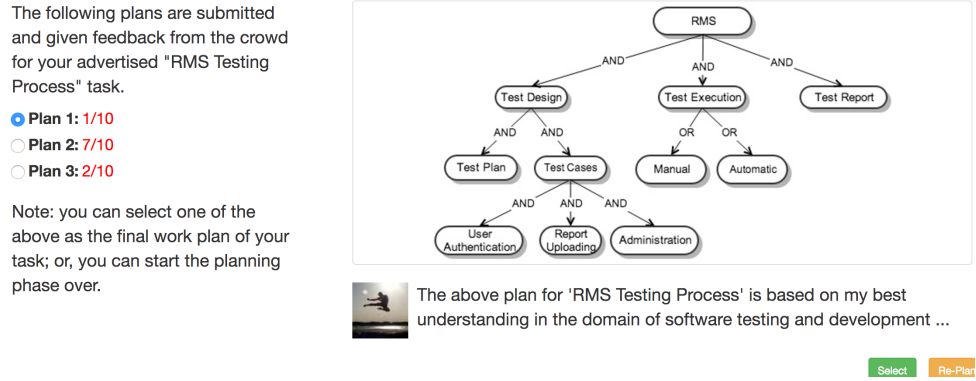 The following plans are submitted
and given feedback from the crowd
for your advertised "RMS Testing
Process" task.
Plan 1: 1/10
Plan 2: 7/10
Plan 3: 2/10
Note: you can select one of the
above as the final work plan of your
task; or, you can start the planning
phase over.
RMS
AND AND AND
Test Design Test Execution Test Report
AND AND OR OR
Test Plan Test Cases Manual Automatic
AND AND AND
User
Authentication
Report
Uploading
Administration
The above plan for 'RMS Testing Process' is based on my best
understanding in the domain of software testing and development ...
Select Re-Plan